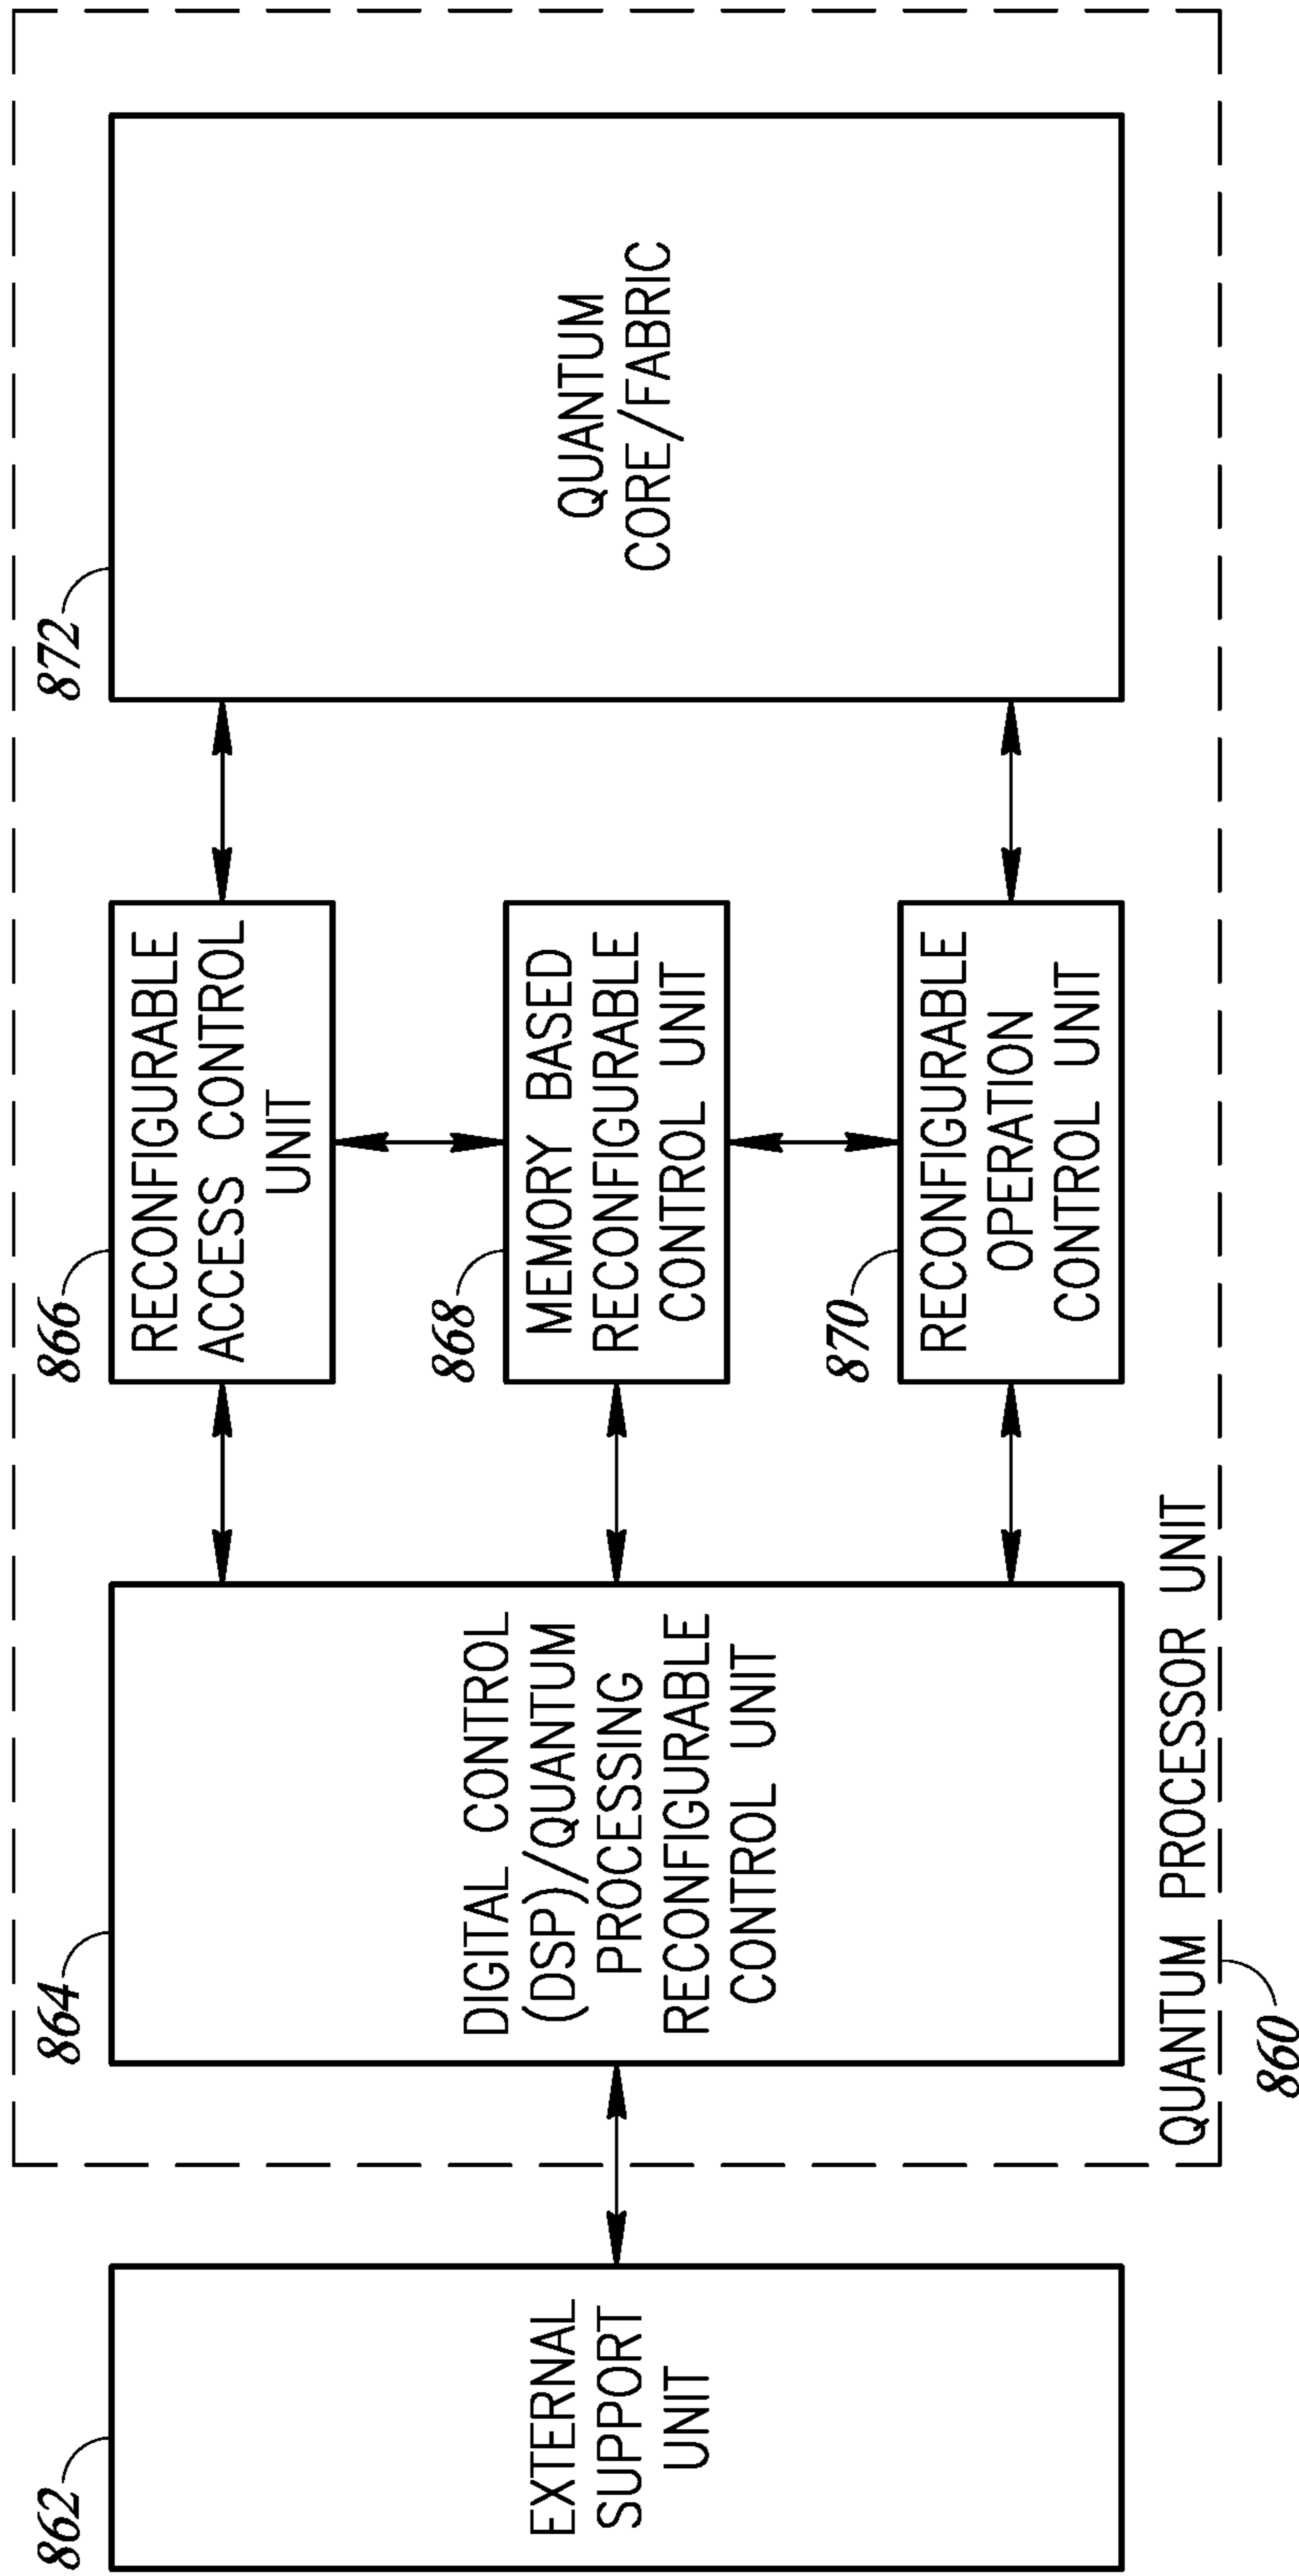 862
EXTERNAL
SUPPORT
UNIT
864
DIGITAL CONTROL
(DSP)/QUANTUM
PROCESSING
RECONFIGURABLE
CONTROL UNIT
866
RECONFIGURABLE
ACCESS CONTROL
UNIT
868
MEMORY BASED
RECONFIGURABLE
CONTROL UNIT
870
RECONFIGURABLE
OPERATION
CONTROL UNIT
872
QUANTUM
CORE/FABRIC
QUANTUM PROCESSOR UNIT
860